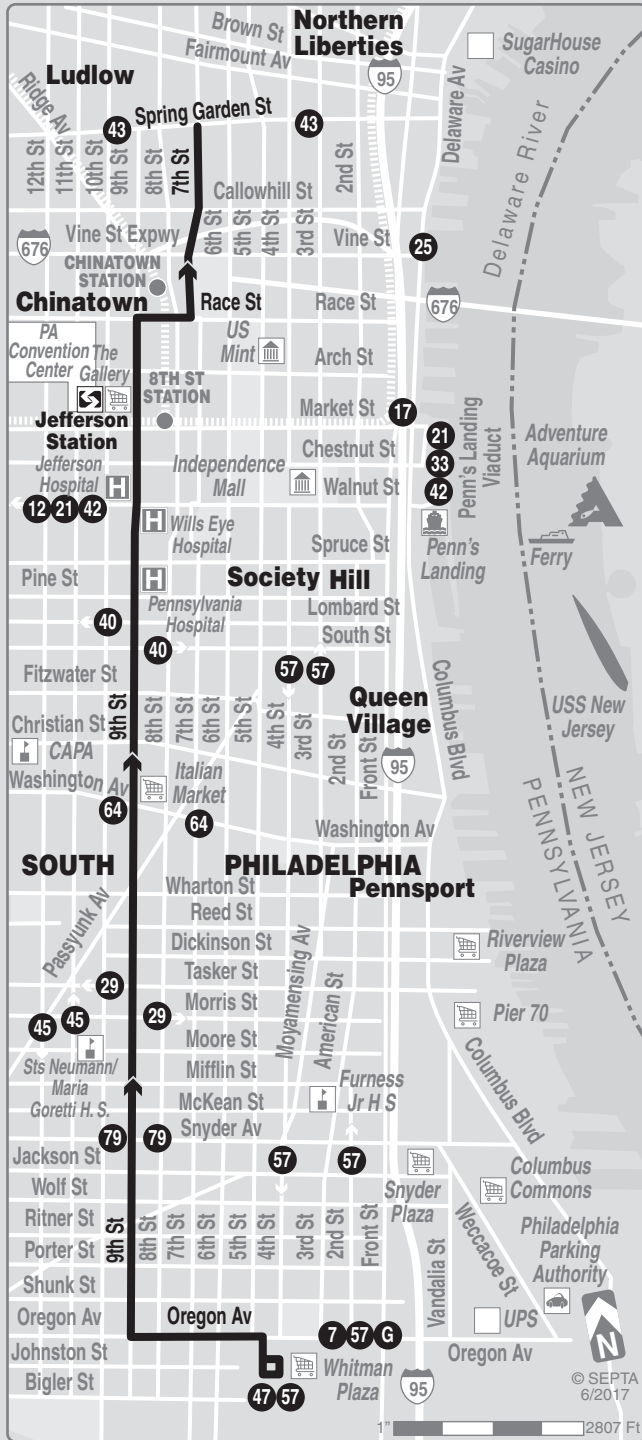 Brown St
Northern
Liberties
Fairmount Av
95
SugarHouse
Casino
Ludlow
Ridge Av
Delaware Av
Spring Garden St
43
43
12th St
11th St
10th St
9th St
8th St
7th St
2nd St
Callowhill St
Delaware River
676
Vine St Expwy
6th St
5th St
4th St
3rd St
Vine St
25
CHINATOWN
STATION
676
Chinatown
Race St
Race St
PA
Convention
Center
The
Gallery
US
Mint
Arch St
8TH ST
STATION
Market St
17
Jefferson
Station
Chestnut St
21
33
42
Penn's Landing
Viaduct
Adventure
Aquarium
Jefferson
Hospital
H
Independence
Mall
Walnut St
12
21
42
H
Wills Eye
Hospital
Spruce St
Penn's
Landing
Ferry
Pine St
H
Society Hill
Pennsylvania
Hospital
Lombard St
40
South St
40
57
57
Fitzwater St
Queen
Village
Columbus Blvd
USS New
Jersey
9th St
8th St
7th St
6th St
5th St
4th St
3rd St
2nd St
Front St
Christian St
CAPA
95
Washington Av
Italian
Market
64
64
Washington Av
NEW JERSEY
PENNSYLVANIA
SOUTH
PHILADELPHIA
Pennsport
Wharton St
Passyunk Av
Reed St
Dickinson St
Moyamensing Av
American St
Riverview
Plaza
Tasker St
29
Morris St
29
Pier 70
45
45
Moore St
Sts Neumann/
Maria
Goretti H. S.
Mifflin St
Furness
Jr H S
Columbus Blvd
McKean St
79
79
Snyder Av
Jackson St
57
57
Wolf St
Snyder
Plaza
Columbus
Commons
Ritner St
9th St
8th St
7th St
6th St
5th St
4th St
3rd St
2nd St
Front St
Vandalia St
Weccacoe St
Philadelphia
Parking
Authority
Porter St
Shunk St
Oregon Av
Oregon Av
UPS
N
7
57
G
Johnston St
Oregon Av
Whitman
Plaza
Bigler St
47
57
95
© SEPTA
6/2017
1"
2807 Ft